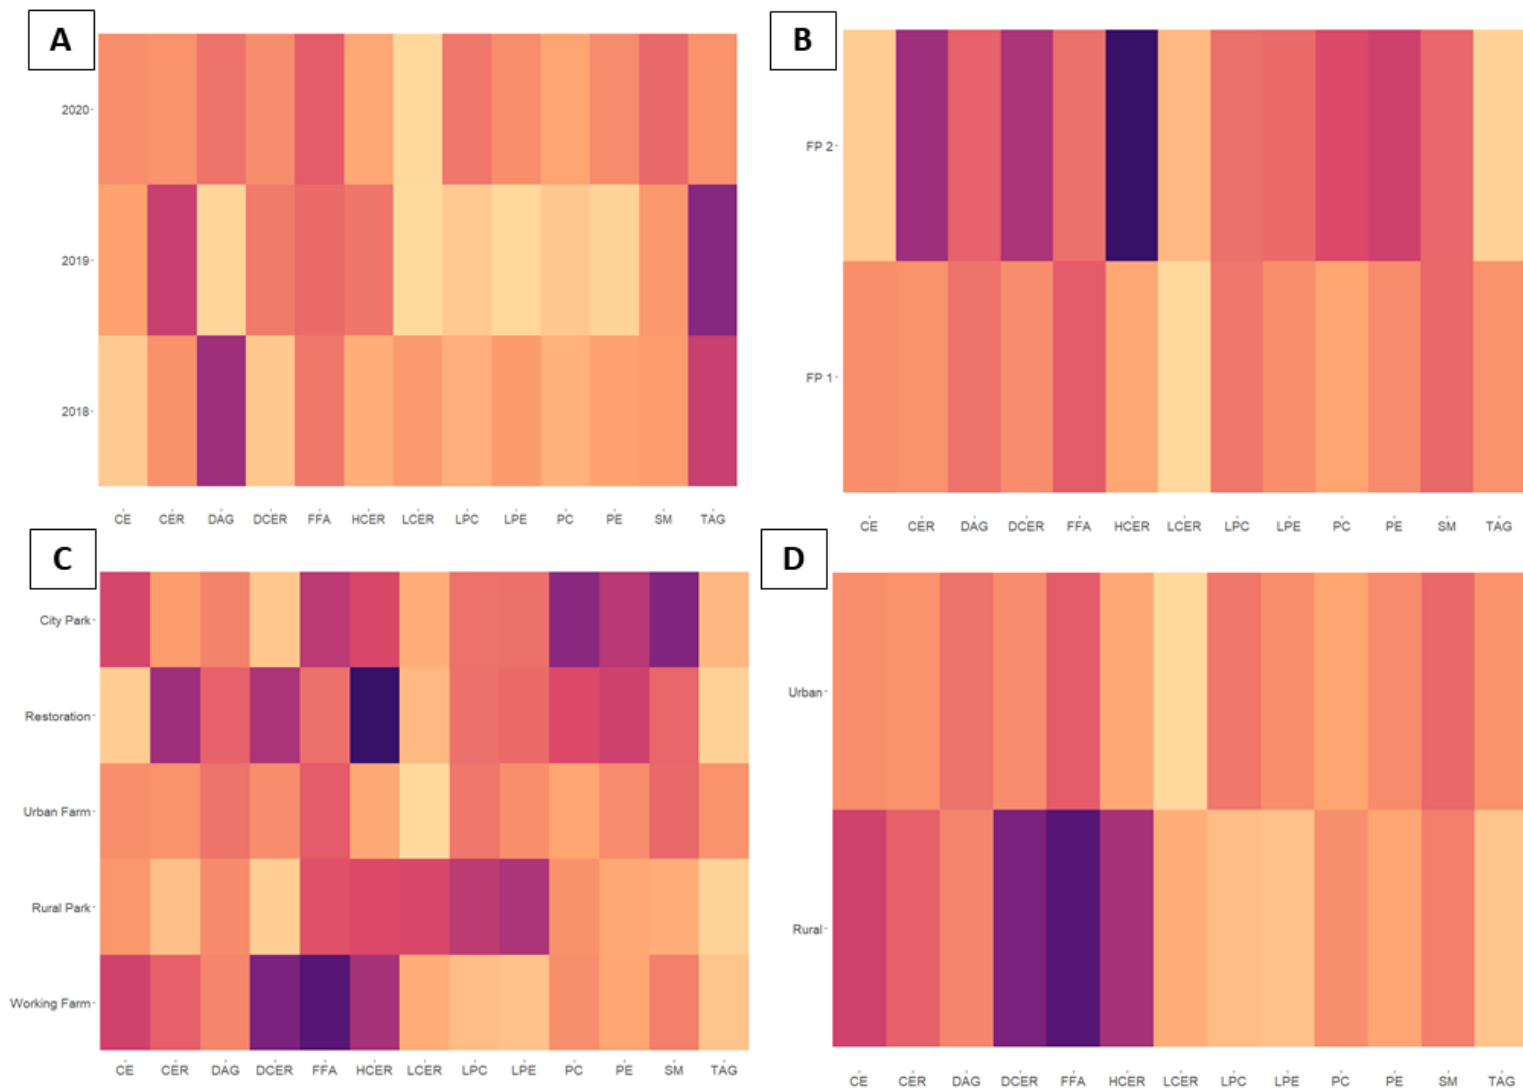 A
2020
2019
2018
CE CER DAG DCER FFA HCER LCER LPC LPE PC PE SM TAG
B
FP 2
FP 1
CE CER DAG DCER FFA HCER LCER LPC LPE PC PE SM TAG
C
City Park
Restoration
Urban Farm
Rural Park
Working Farm
CE CER DAG DCER FFA HCER LCER LPC LPE PC PE SM TAG
D
Urban
Rural
CE CER DAG DCER FFA HCER LCER LPC LPE PC PE SM TAG